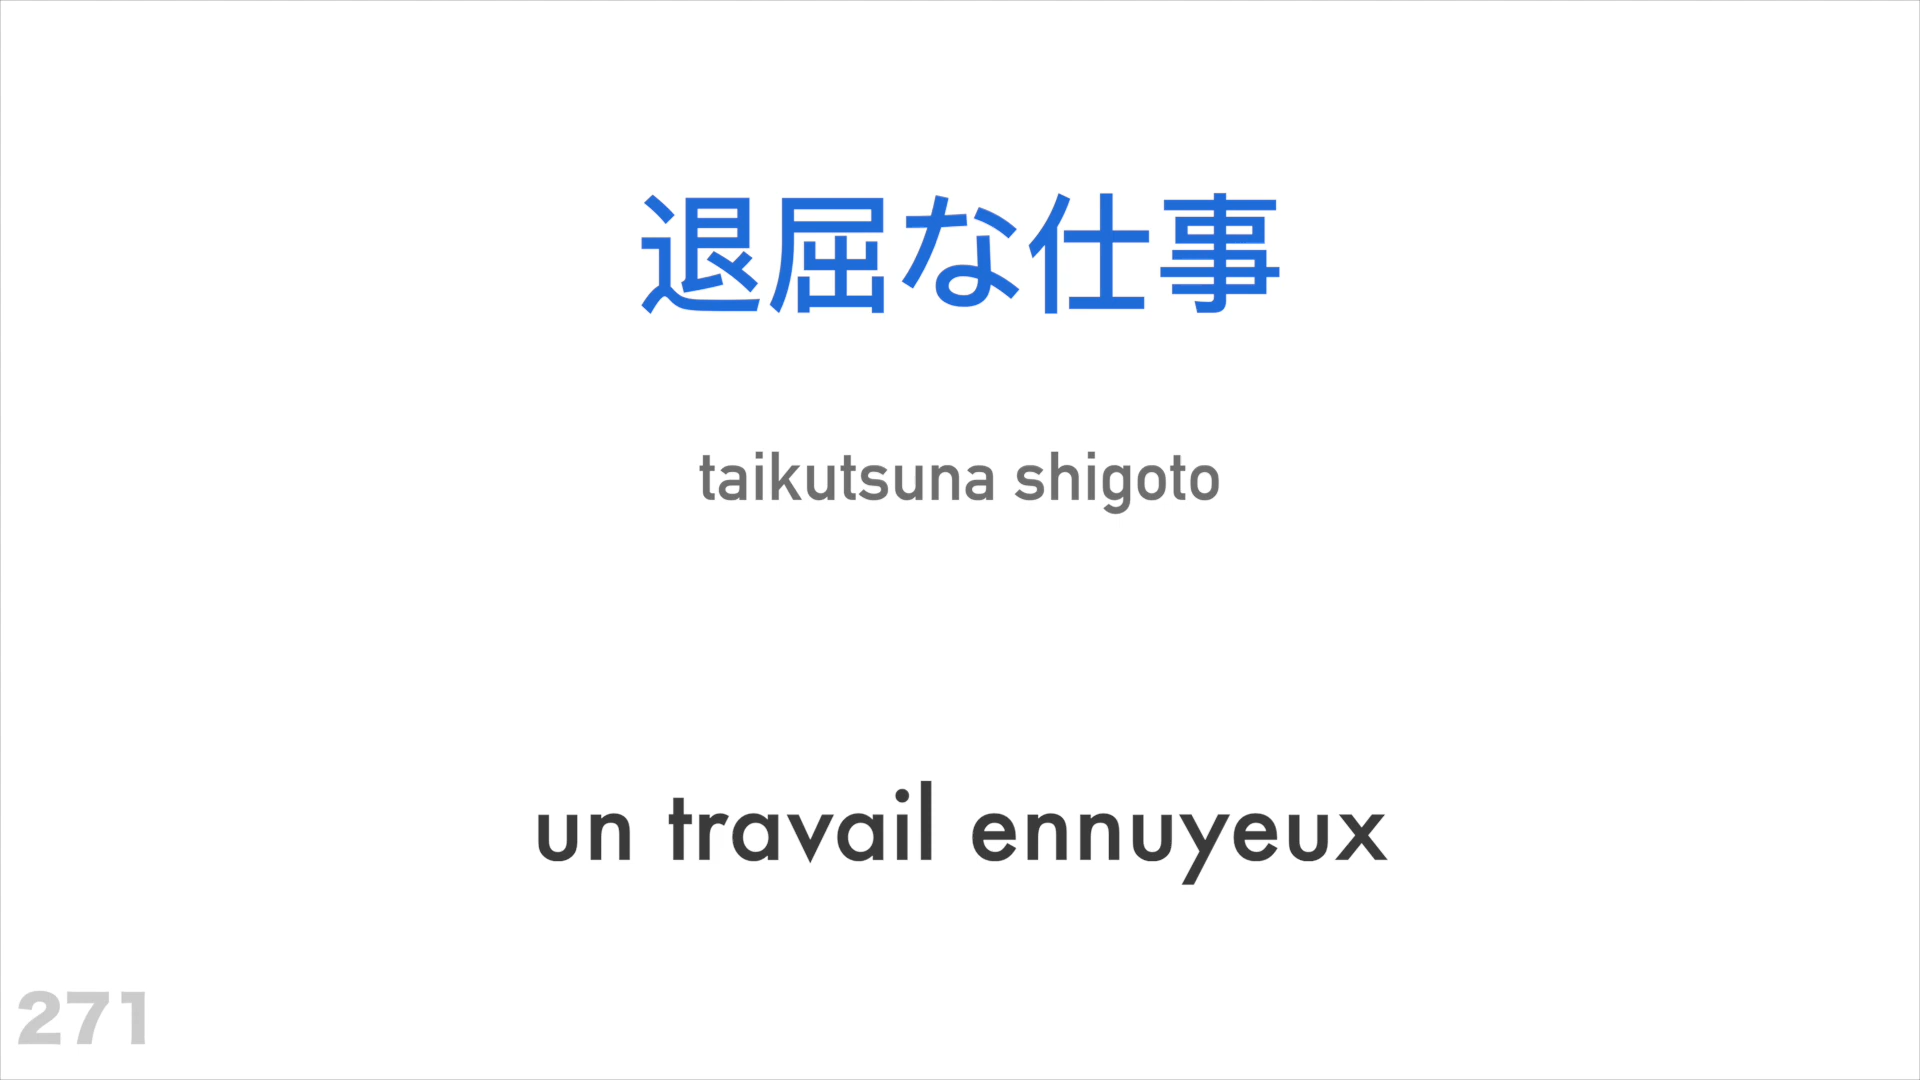 退屈な仕事
taikutsuna shigoto
un travail ennuyeux
271